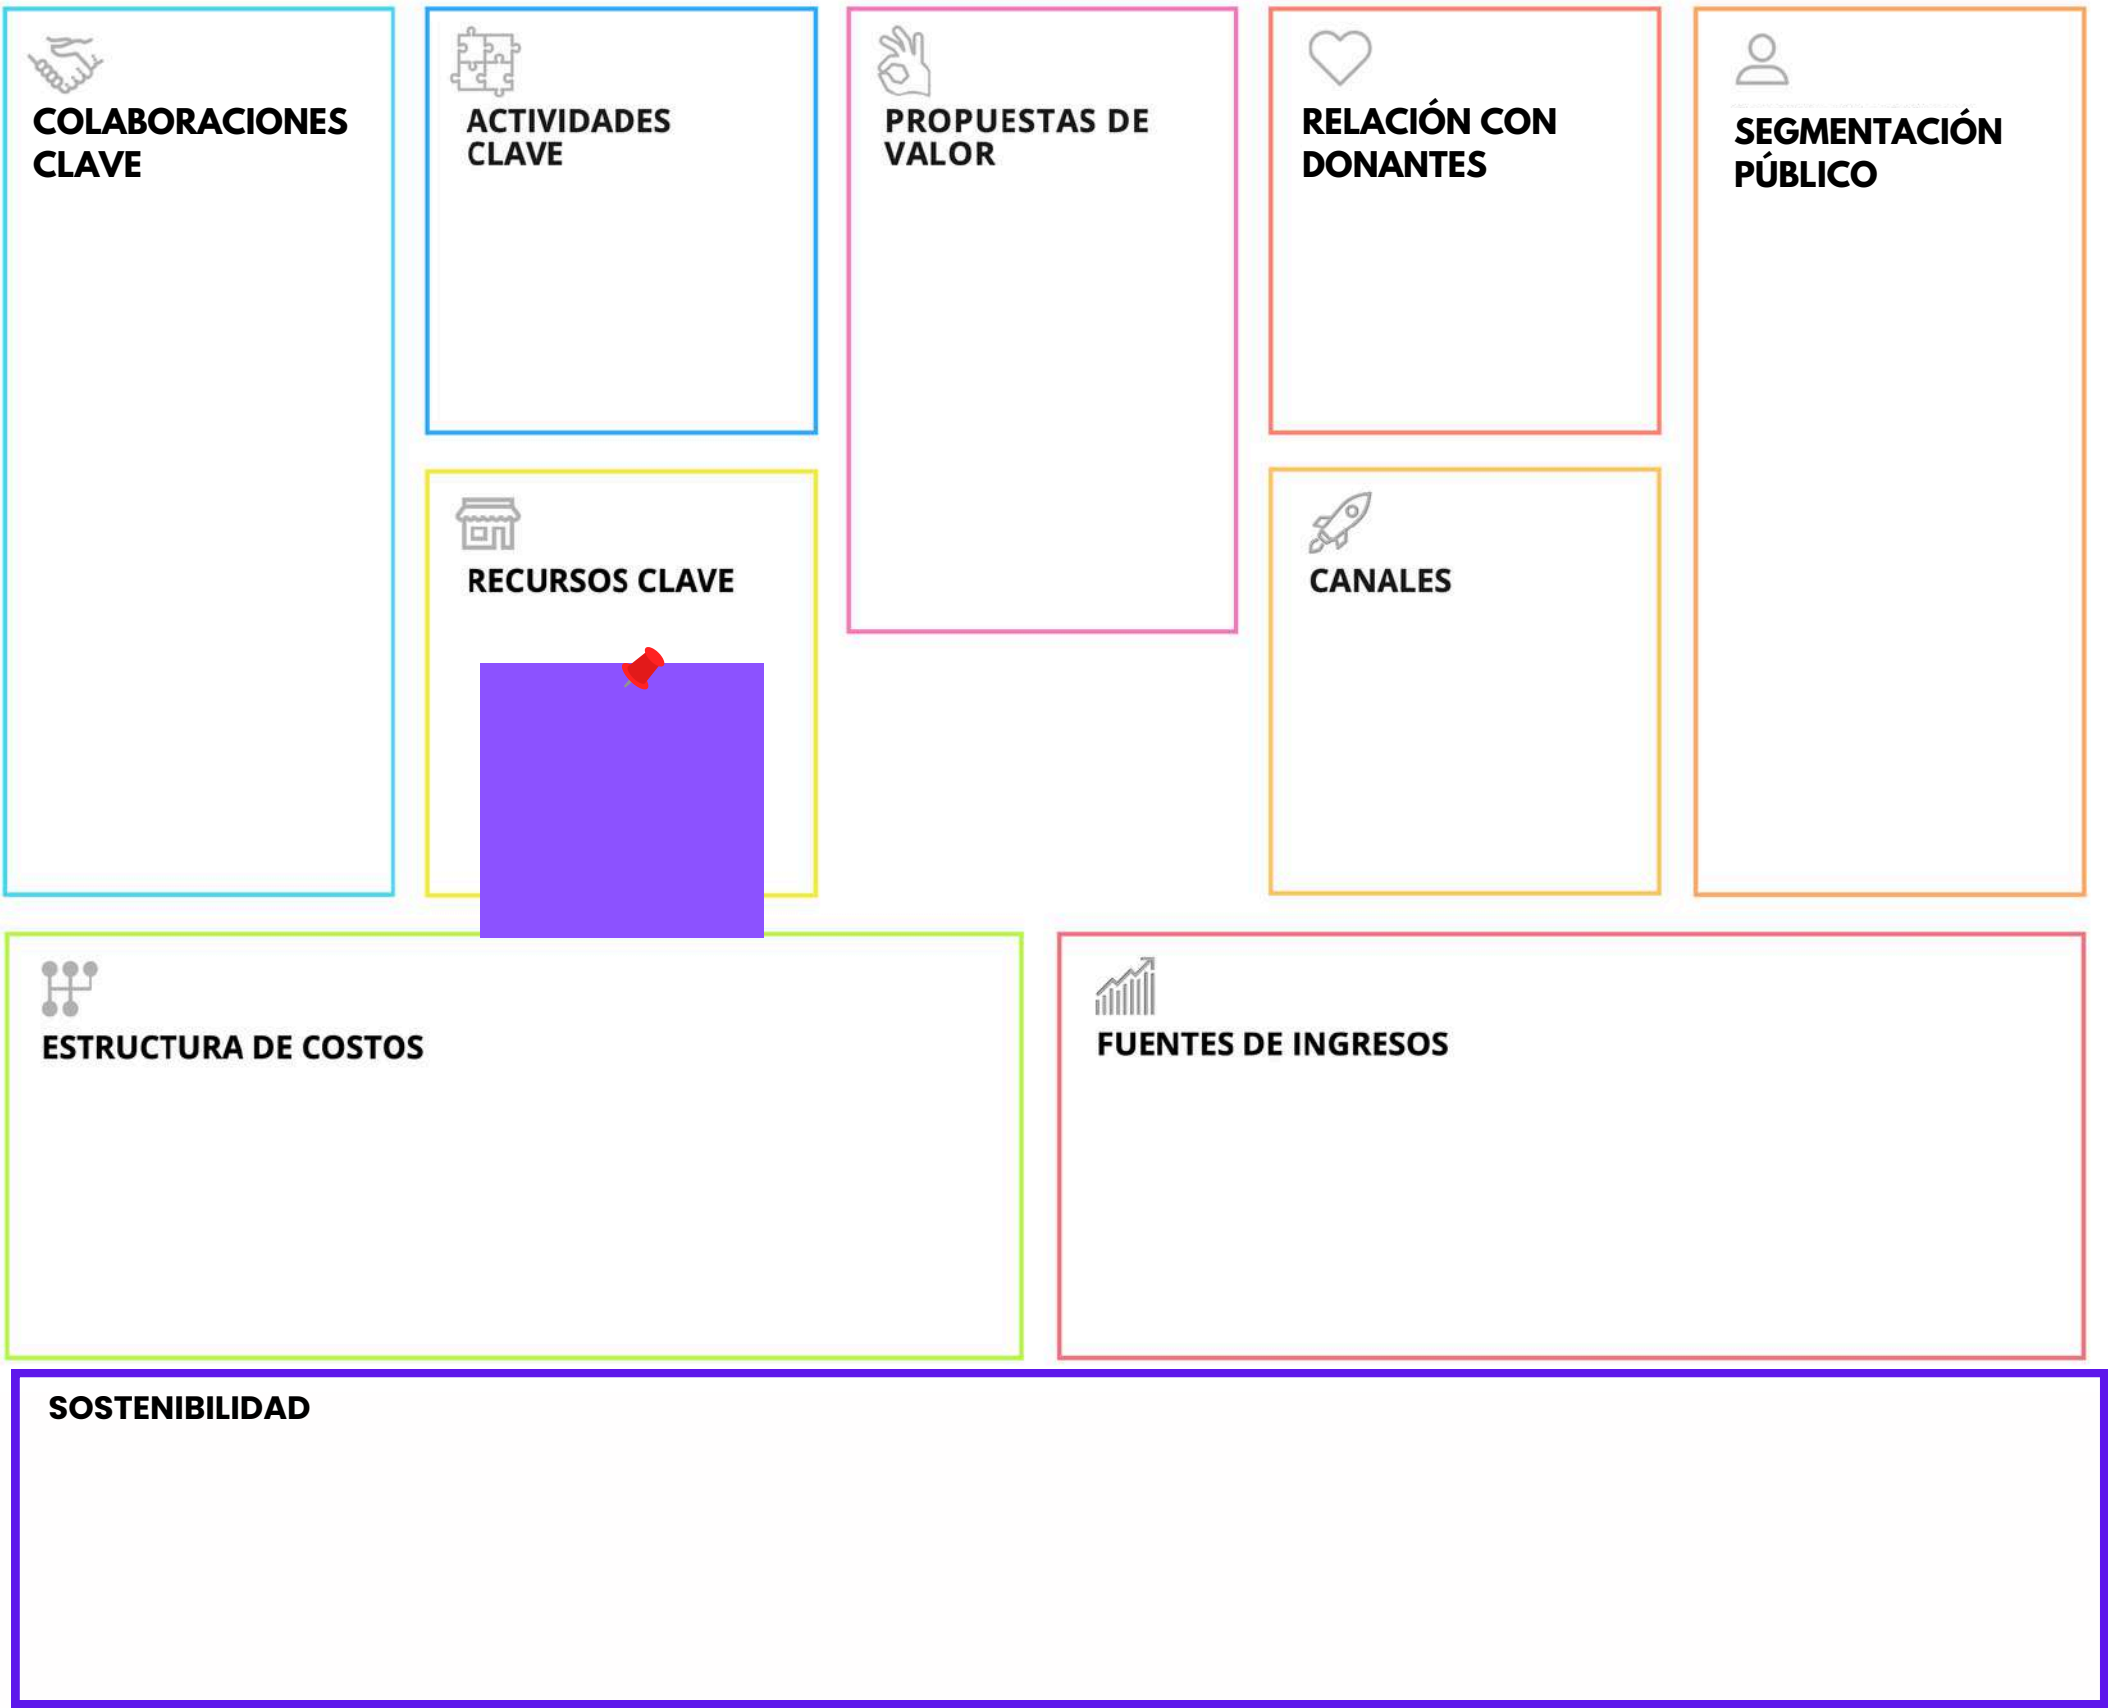 COLABORACIONES
CLAVE
ACTIVIDADES
CLAVE
PROPUESTAS DE
VALOR
RELACIÓN CON
DONANTES
SEGMENTACIÓN
PÚBLICO
RECURSOS CLAVE
CANALES
ESTRUCTURA DE COSTOS
FUENTES DE INGRESOS
SOSTENIBILIDAD